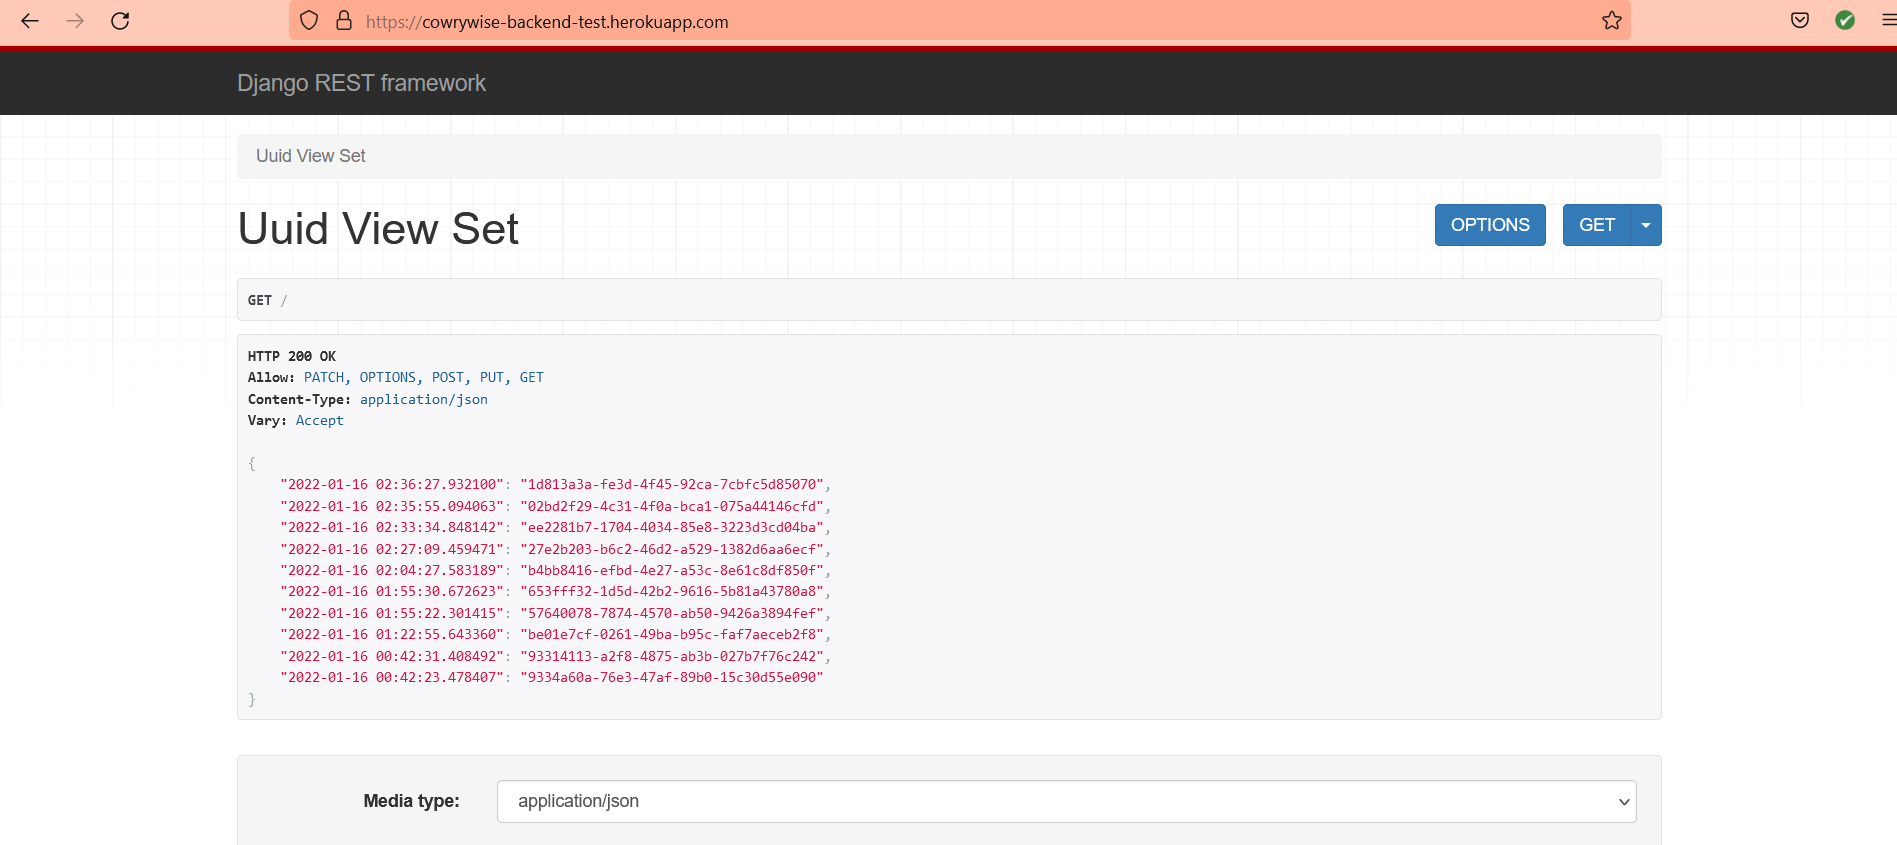 https://cowrywise-backend-test.herokuapp.com
Django REST framework
Uuid View Set
Uuid View Set
OPTIONS
GET
GET /
HTTP 200 OK
Allow: PATCH, OPTIONS, POST, PUT, GET
Content-Type: application/json
Vary: Accept
{
"2022-01-16 02:36:27.932100": "1d813a3a-fe3d-4f45-92ca-7cbfc5d85070",
"2022-01-16 02:35:55.094063": "02bd2f29-4c31-4f0a-bca1-075a44146cfd",
"2022-01-16 02:33:34.848142": "ee2281b7-1704-4034-85e8-3223d3cd04ba",
"2022-01-16 02:27:09.459471": "27e2b203-b6c2-46d2-a529-1382d6aa6ecf",
"2022-01-16 02:04:27.583189": "b4bb8416-efbd-4e27-a53c-8e61c8df850f",
"2022-01-16 01:55:30.672623": "653fff32-1d5d-42b2-9616-5b81a43780a8",
"2022-01-16 01:55:22.301415": "57640078-7874-4570-ab50-9426a3894fef",
"2022-01-16 01:22:55.643360": "be01e7cf-0261-49ba-b95c-faf7aeceb2f8",
"2022-01-16 00:42:31.408492": "93314113-a2f8-4875-ab3b-027b7f76c242",
"2022-01-16 00:42:23.478407": "9334a60a-76e3-47af-89b0-15c30d55e090"
}
Media type:
application/json